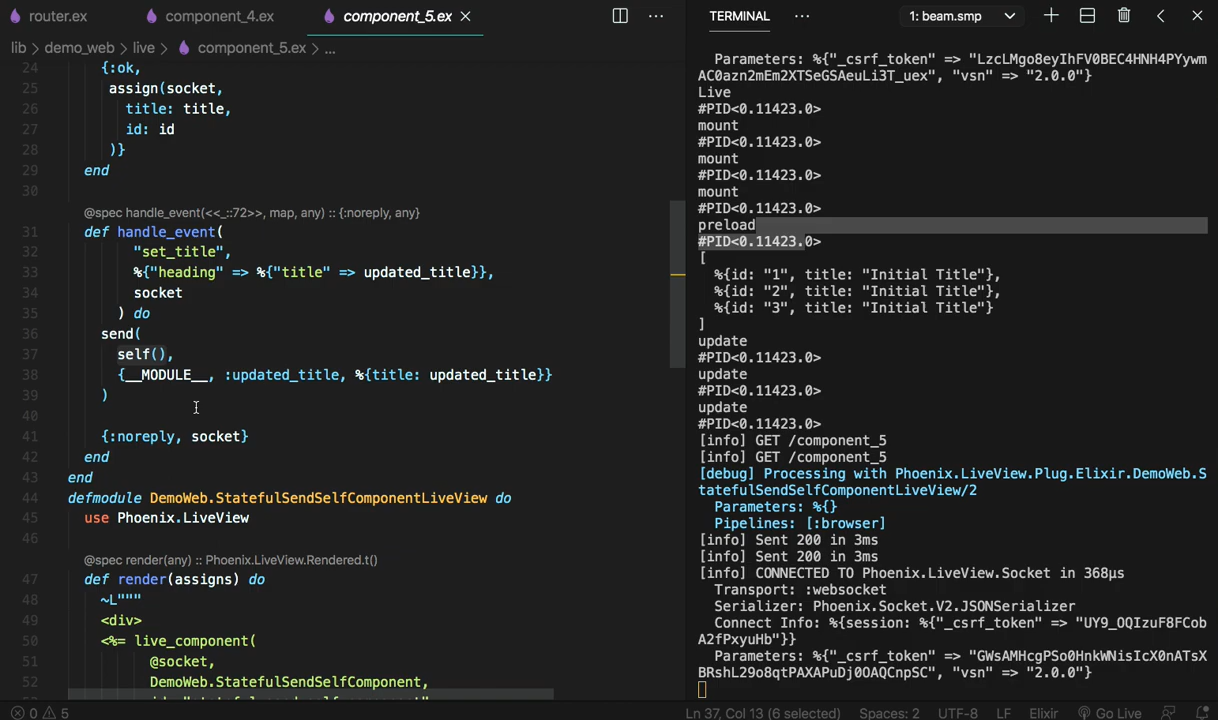 router.ex component_4.ex component_5.ex TERMINAL ... 1: beam.smp
lib > demo_web > live > component_5.ex > ...
24 {:ok,
25 assign(socket,
26 title: title,
27 id: id
28 )}
29 end
30
@spec handle_event(<<_::72>>, map, any) :: {:noreply, any}
31 def handle_event(
32 "set_title",
33 %{"heading" => %{"title" => updated_title}},
34 socket
35 ) do
36 send(
37 self(),
38 {__MODULE__, :updated_title, %{title: updated_title}}
39 )
40
41 {:noreply, socket}
42 end
43 end
44 defmodule DemoWeb.StatefulSendSelfComponentLiveView do
45 use Phoenix.LiveView
46
@spec render(any) :: Phoenix.LiveView.Rendered.t()
47 def render(assigns) do
48 ~L"""
49 <div>
50 <%= live_component(
51 @socket,
52 DemoWeb.StatefulSendSelfComponent,
Parameters: %{"_csrf_token" => "LzclMgo8eyIhFV0BEC4HNH4PYywm
AC0azn2mEm2XTSeGSAeuLi3T_uex", "vsn" => "2.0.0"}
Live
#PID<0.11423.0>
mount
#PID<0.11423.0>
mount
#PID<0.11423.0>
mount
#PID<0.11423.0>
preload
#PID<0.11423.0>
[
%{id: "1", title: "Initial Title"},
%{id: "2", title: "Initial Title"},
%{id: "3", title: "Initial Title"}
]
update
#PID<0.11423.0>
update
#PID<0.11423.0>
update
#PID<0.11423.0>
[info] GET /component_5
[info] GET /component_5
[debug] Processing with Phoenix.LiveView.Plug.Elixir.DemoWeb.S
tatefulSendSelfComponentLiveView/2
Parameters: %{}
Pipelines: [:browser]
[info] Sent 200 in 3ms
[info] Sent 200 in 3ms
[info] CONNECTED TO Phoenix.LiveView.Socket in 368µs
Transport: :websocket
Serializer: Phoenix.Socket.V2.JSONSerializer
Connect Info: %{session: %{"_csrf_token" => "UY9_OQIzuF8FCob
A2fPxyuHb"}}
Parameters: %{"_csrf_token" => "GWsAMHcgPSo0HnkWNisIcX0nATsX
BRshL29o8qtPAXAPuDj0OAQCnpSC", "vsn" => "2.0.0"}
0 5 Ln 37, Col 13 (6 selected) Spaces: 2 UTF-8 LF Elixir Go Live